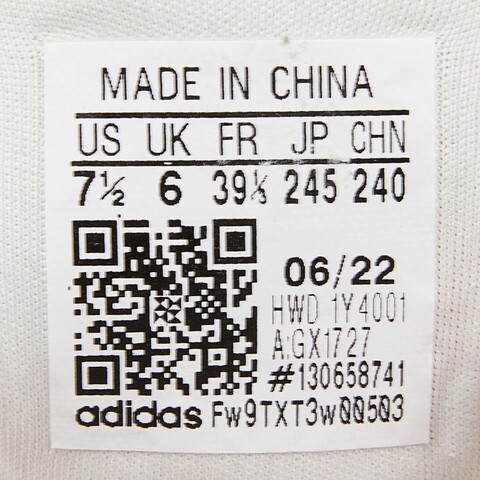 MADE IN CHINA
US UK FR JP CHN
7½ 6 39⅓ 245 240
06/22
HWD 1Y4001
A:GX1727
#130658741
adidas Fw9TXT3w00503